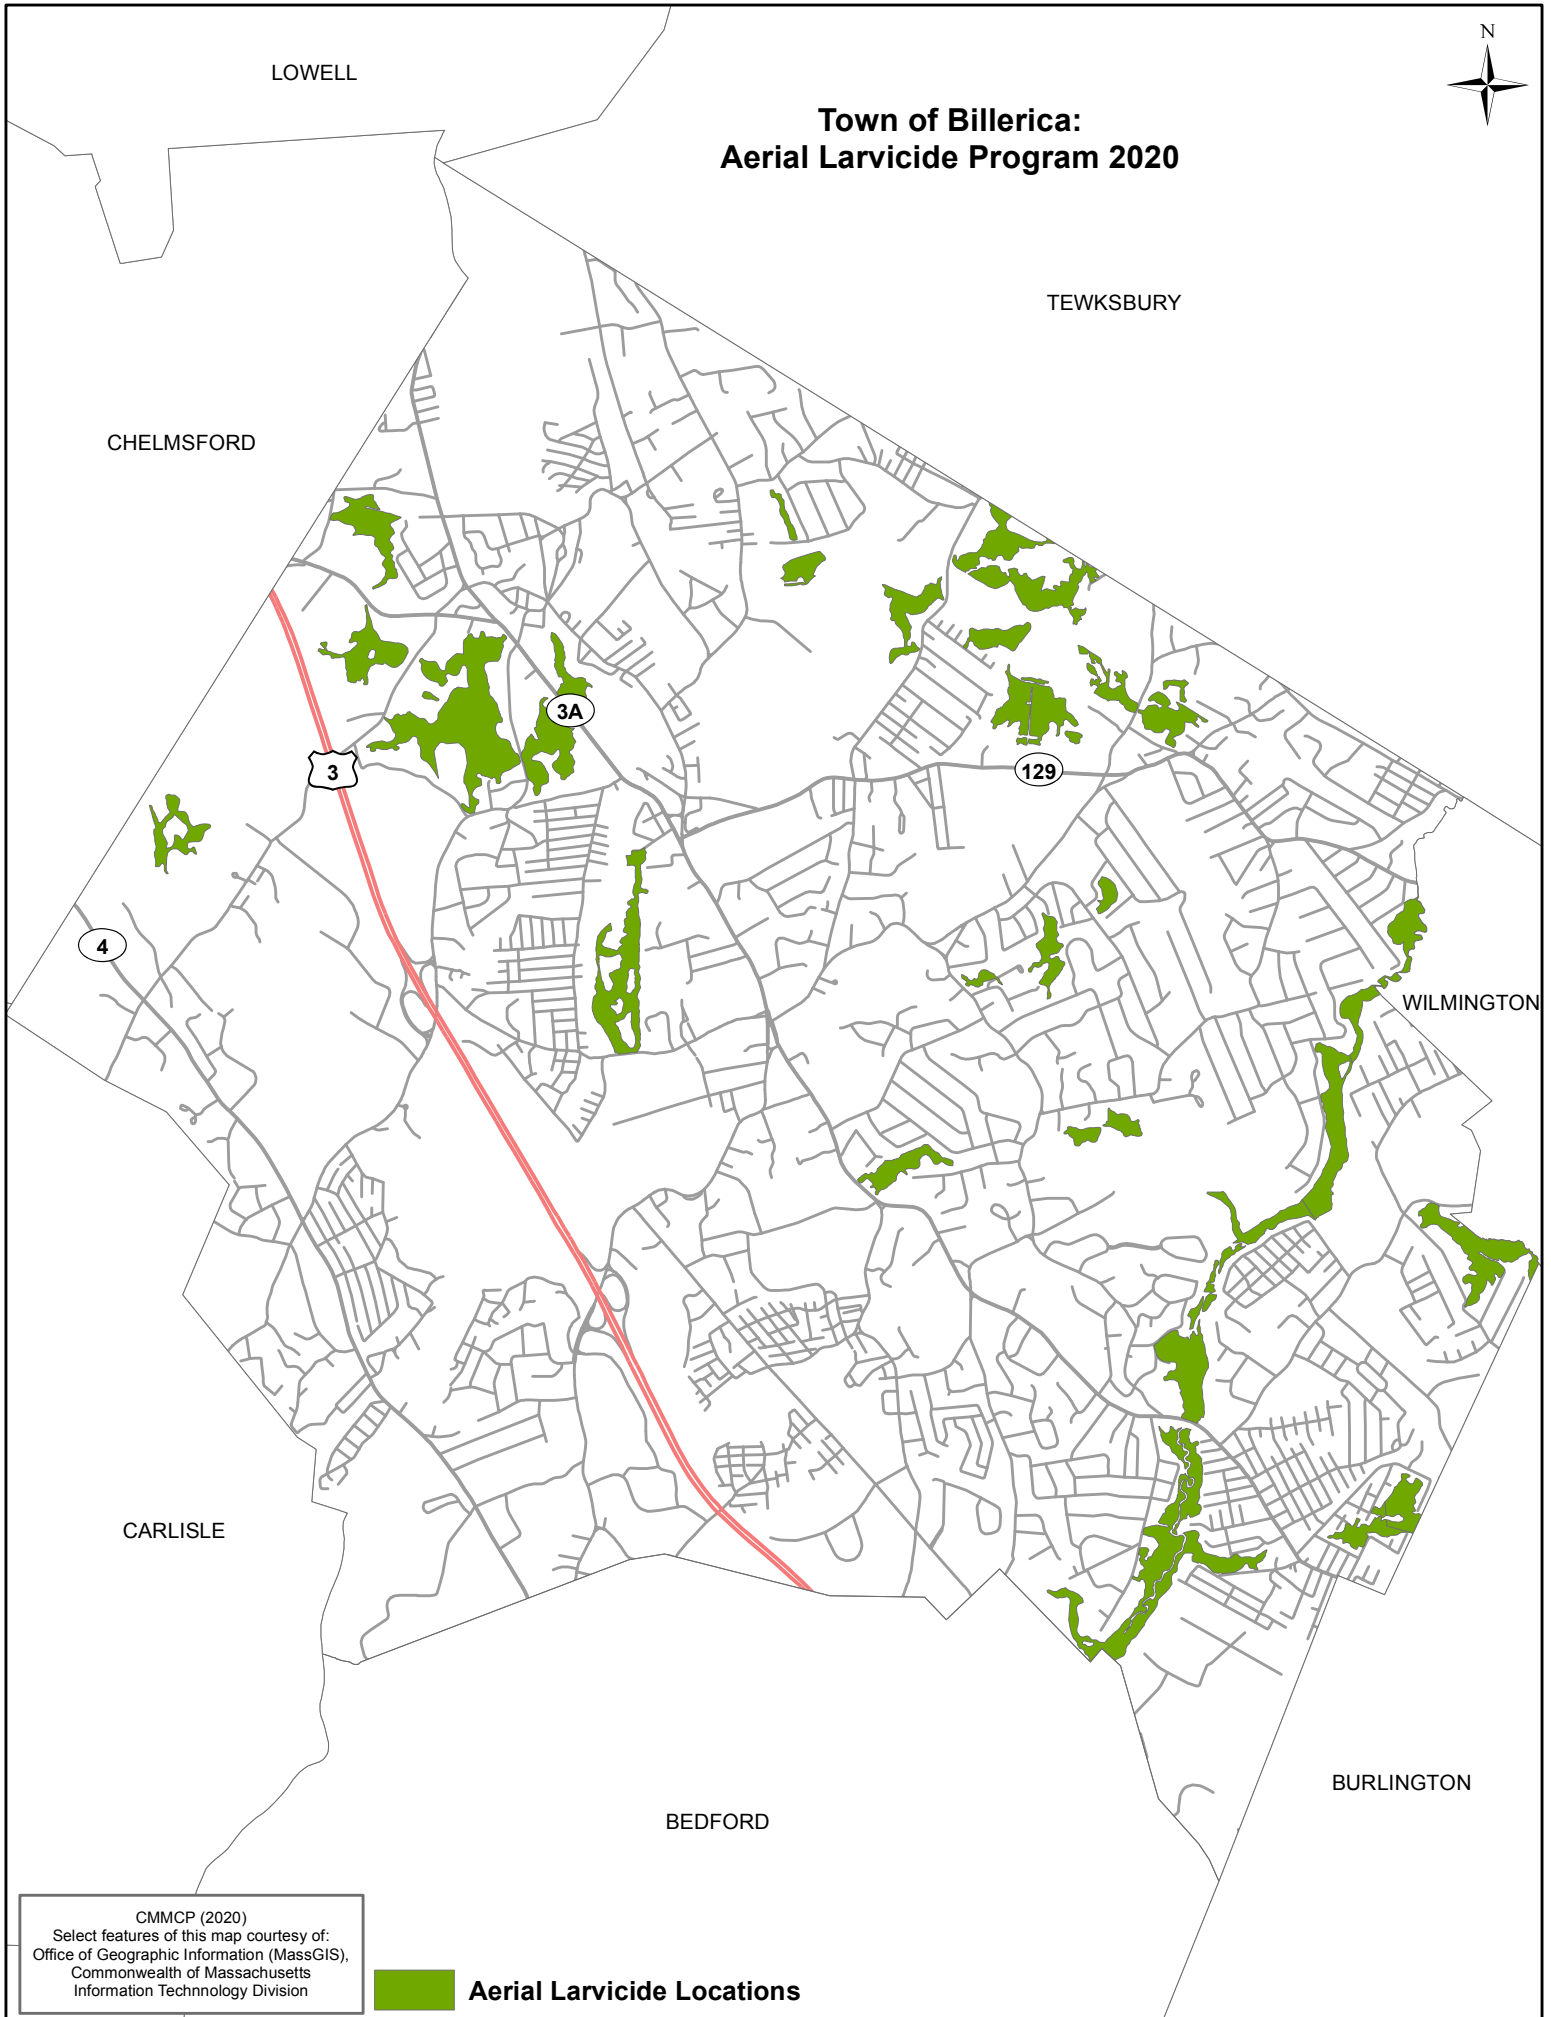 N
LOWELL
Town of Billerica:
Aerial Larvicide Program 2020
TEWKSBURY
CHELMSFORD
3A
3
129
4
WILMINGTON
CARLISLE
BURLINGTON
BEDFORD
CMMCP (2020)
Select features of this map courtesy of:
Office of Geographic Information (MassGIS),
Commonwealth of Massachusetts
Information Technnology Division
Aerial Larvicide Locations